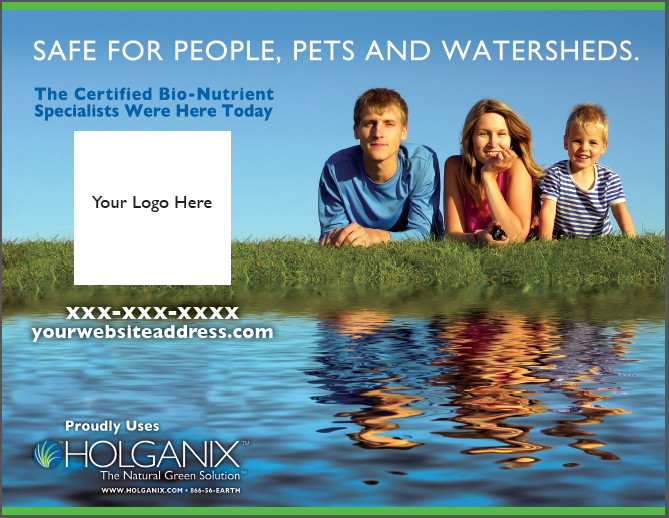 SAFE FOR PEOPLE, PETS AND WATERSHEDS.
The Certified Bio-Nutrient
Specialists Were Here Today
Your Logo Here
xxx-xxx-xxxx
yourwebsiteaddress.com
Proudly Uses
HOLGANIX™
The Natural Green Solution™
WWW.HOLGANIX.COM • 866-56-EARTH